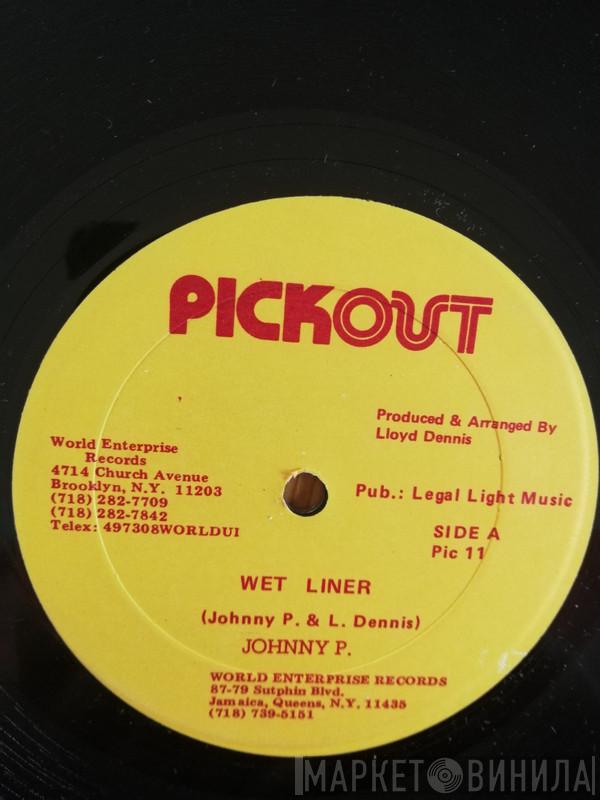 PICKOUT
Produced & Arranged By
Lloyd Dennis
World Enterprise
Records
4714 Church Avenue
Brooklyn, N.Y. 11203
(718) 282-7709
(718) 282-7842
Telex: 497308WORLDUI
Pub.: Legal Light Music
SIDE A
Pic 11
WET LINER
(Johnny P. & L. Dennis)
JOHNNY P.
WORLD ENTERPRISE RECORDS
87-79 Sutphin Blvd.
Jamaica, Queens, N.Y. 11435
(718) 739-5151
МАРКЕТ ВИНИЛА